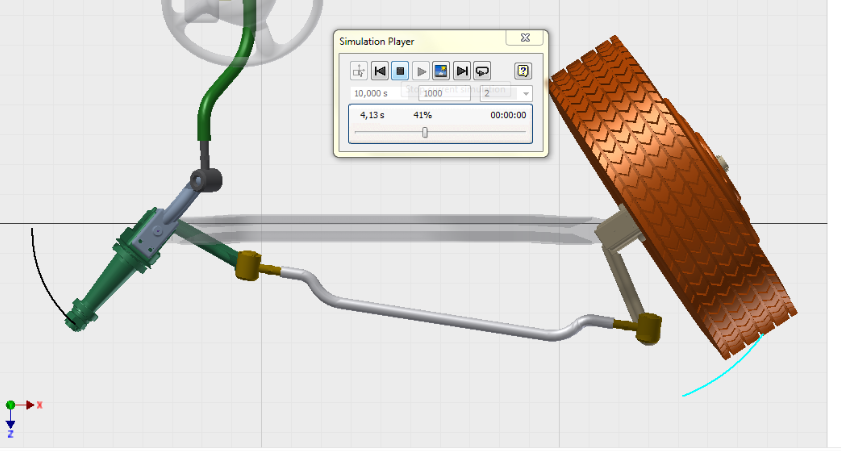 Simulation Player
10,000 s 1000 2
4,13 s 41% 00:00:00
X
Z